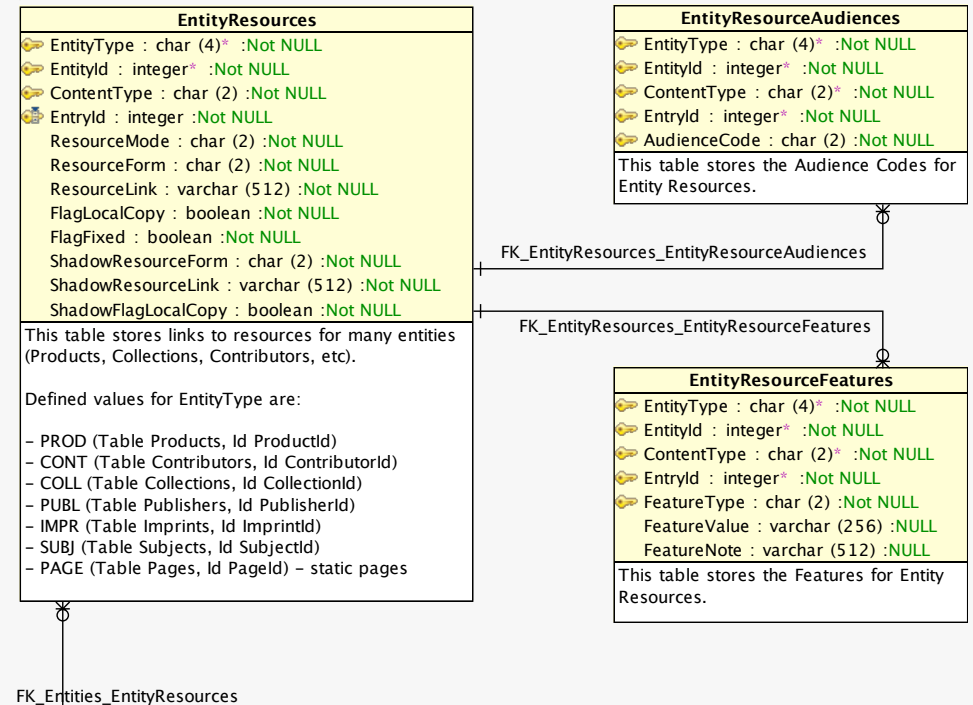 EntityResources
EntityType : char (4)* :Not NULL
EntityId : integer* :Not NULL
ContentType : char (2) :Not NULL
EntryId : integer :Not NULL
ResourceMode : char (2) :Not NULL
ResourceForm : char (2) :Not NULL
ResourceLink : varchar (512) :Not NULL
FlagLocalCopy : boolean :Not NULL
FlagFixed : boolean :Not NULL
ShadowResourceForm : char (2) :Not NULL
ShadowResourceLink : varchar (512) :Not NULL
ShadowFlagLocalCopy : boolean :Not NULL
This table stores links to resources for many entities
(Products, Collections, Contributors, etc).
Defined values for EntityType are:
– PROD (Table Products, Id ProductId)
– CONT (Table Contributors, Id ContributorId)
– COLL (Table Collections, Id CollectionId)
– PUBL (Table Publishers, Id PublisherId)
– IMPR (Table Imprints, Id ImprintId)
– SUBJ (Table Subjects, Id SubjectId)
– PAGE (Table Pages, Id PageId) – static pages
FK_Entities_EntityResources
EntityResourceAudiences
EntityType : char (4)* :Not NULL
EntityId : integer* :Not NULL
ContentType : char (2)* :Not NULL
EntryId : integer* :Not NULL
AudienceCode : char (2) :Not NULL
This table stores the Audience Codes for
Entity Resources.
FK_EntityResources_EntityResourceAudiences
FK_EntityResources_EntityResourceFeatures
EntityResourceFeatures
EntityType : char (4)* :Not NULL
EntityId : integer* :Not NULL
ContentType : char (2)* :Not NULL
EntryId : integer* :Not NULL
FeatureType : char (2) :Not NULL
FeatureValue : varchar (256) :NULL
FeatureNote : varchar (512) :NULL
This table stores the Features for Entity
Resources.